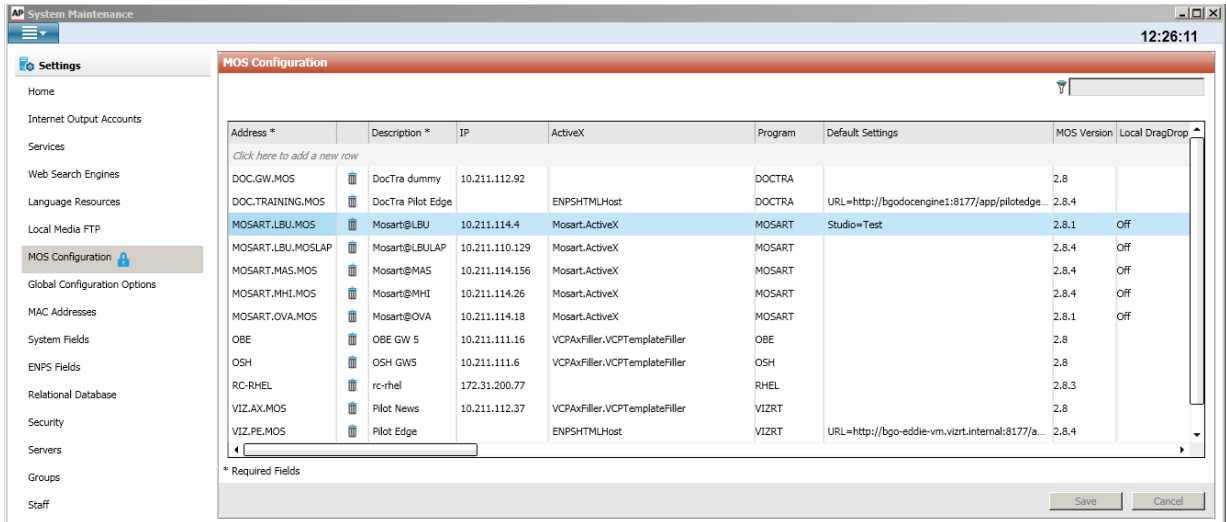 AP System Maintenance
12:26:11
Settings
Home
Internet Output Accounts
Services
Web Search Engines
Language Resources
Local Media FTP
MOS Configuration
Global Configuration Options
MAC Addresses
System Fields
ENPS Fields
Relational Database
Security
Servers
Groups
Staff
MOS Configuration
Address * Description * IP ActiveX Program Default Settings MOS Version Local DragDrop
Click here to add a new row
DOC.GW.MOS DocTra dummy 10.211.112.92 DOCTRA 2.8
DOC.TRAINING.MOS DocTra Pilot Edge ENPSHTMLHost DOCTRA URL=http://bgodocengine1:8177/app/pilotedge... 2.8.4
MOSART.LBU.MOS Mosart@LBU 10.211.114.4 Mosart.ActiveX MOSART Studio=Test 2.8.1 Off
MOSART.LBU.MOSLAP Mosart@LBULAP 10.211.110.129 Mosart.ActiveX MOSART 2.8.4 Off
MOSART.MAS.MOS Mosart@MAS 10.211.114.156 Mosart.ActiveX MOSART 2.8.4 Off
MOSART.MHI.MOS Mosart@MHI 10.211.114.26 Mosart.ActiveX MOSART 2.8.4 Off
MOSART.OVA.MOS Mosart@OVA 10.211.114.18 Mosart.ActiveX MOSART 2.8.1 Off
OBE OBE GW 5 10.211.111.16 VCPAxFiller.VCPTemplateFiller OBE 2.8
OSH OSH GW5 10.211.111.6 VCPAxFiller.VCPTemplateFiller OSH 2.8
RC-RHEL rc-rhel 172.31.200.77 RHEL 2.8.3
VIZ.AX.MOS Pilot News 10.211.112.37 VCPAxFiller.VCPTemplateFiller VIZRT 2.8
VIZ.PE.MOS Pilot Edge ENPSHTMLHost VIZRT URL=http://bgo-eddie-vm.vizrt.internal:8177/a... 2.8.4
* Required Fields
Save Cancel